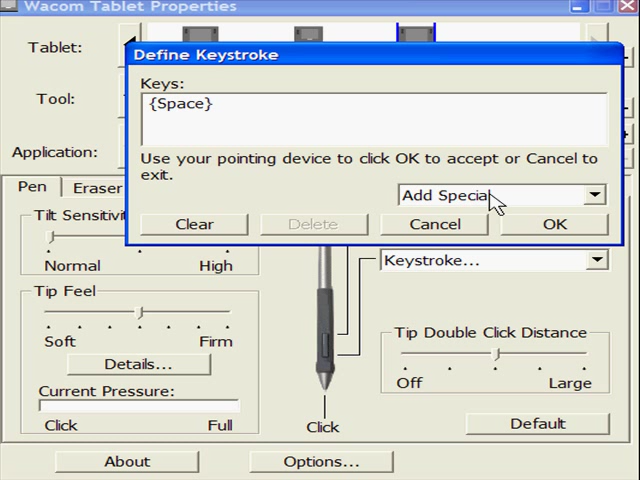 Wacom Tablet Properties
Tablet:
Define Keystroke
Keys:
{Space}
Tool:
Use your pointing device to click OK to accept or Cancel to
exit.
Application:
Add Special
Clear
Delete
Cancel
OK
Pen
Eraser
Tilt Sensitivit
Normal
High
Keystroke...
Tip Feel
Soft
Firm
Details...
Tip Double Click Distance
Off
Large
Current Pressure:
Click
Full
Click
Default
About
Options...